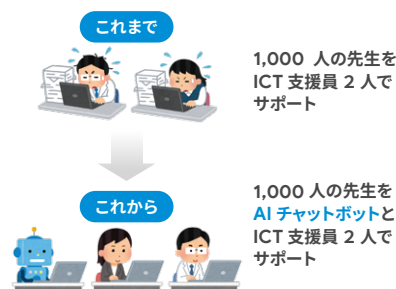 これまで
1,000 人の先生を
ICT 支援員 2 人で
サポート
これから
1,000 人の先生を
AI チャットボットと
ICT 支援員 2 人で
サポート